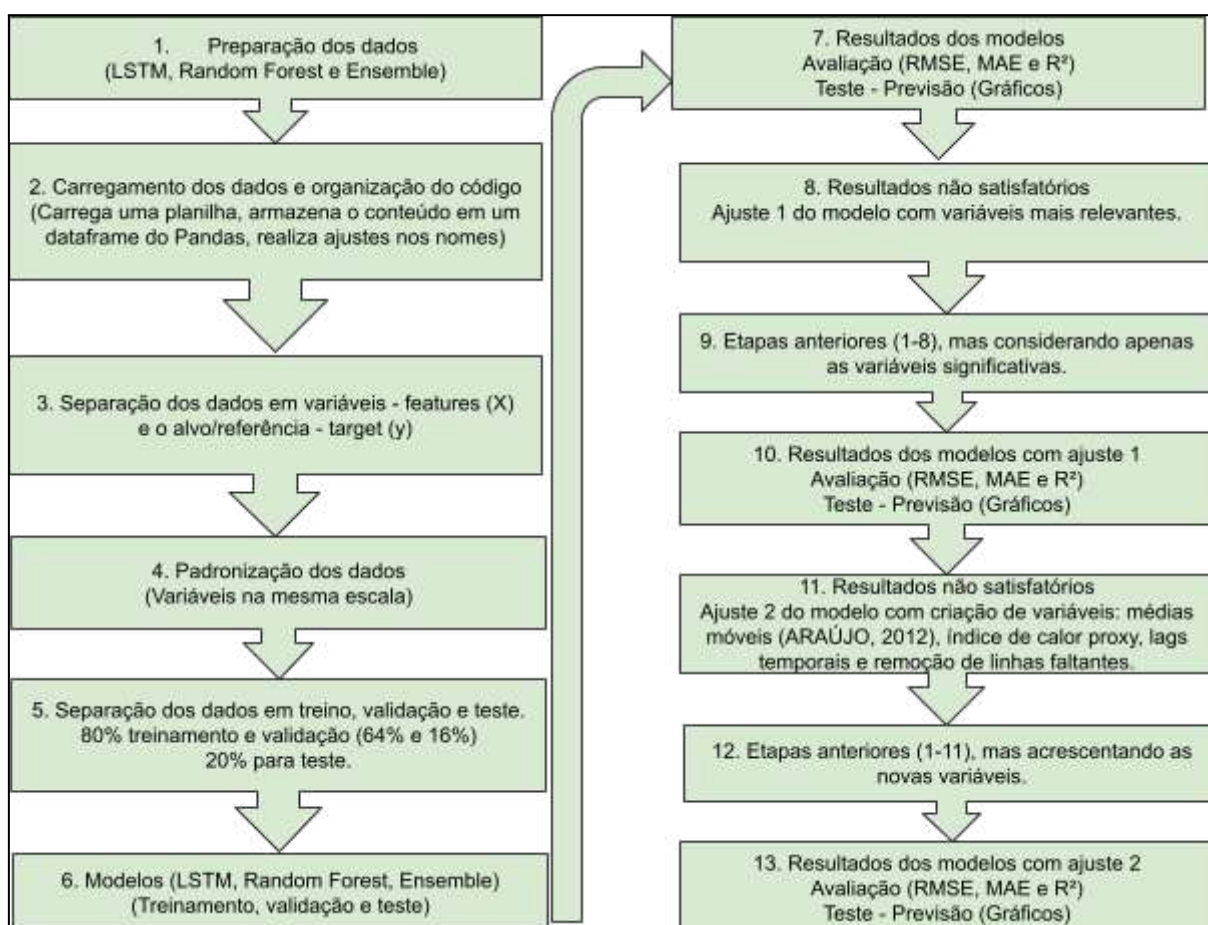 1. Preparação dos dados
(LSTM, Random Forest e Ensemble)
2. Carregamento dos dados e organização do código
(Carrega uma planilha, armazena o conteúdo em um
dataframe do Pandas, realiza ajustes nos nomes)
3. Separação dos dados em variáveis - features (X)
e o alvo/referência - target (y)
4. Padronização dos dados
(Variáveis na mesma escala)
5. Separação dos dados em treino, validação e teste.
80% treinamento e validação (64% e 16%)
20% para teste.
6. Modelos (LSTM, Random Forest, Ensemble)
(Treinamento, validação e teste)
7. Resultados dos modelos
Avaliação (RMSE, MAE e R²)
Teste - Previsão (Gráficos)
8. Resultados não satisfatórios
Ajuste 1 do modelo com variáveis mais relevantes.
9. Etapas anteriores (1-8), mas considerando apenas
as variáveis significativas.
10. Resultados dos modelos com ajuste 1
Avaliação (RMSE, MAE e R²)
Teste - Previsão (Gráficos)
11. Resultados não satisfatórios
Ajuste 2 do modelo com criação de variáveis: médias
móveis (ARAÚJO, 2012), índice de calor proxy, lags
temporais e remoção de linhas faltantes.
12. Etapas anteriores (1-11), mas acrescentando as
novas variáveis.
13. Resultados dos modelos com ajuste 2
Avaliação (RMSE, MAE e R²)
Teste - Previsão (Gráficos)